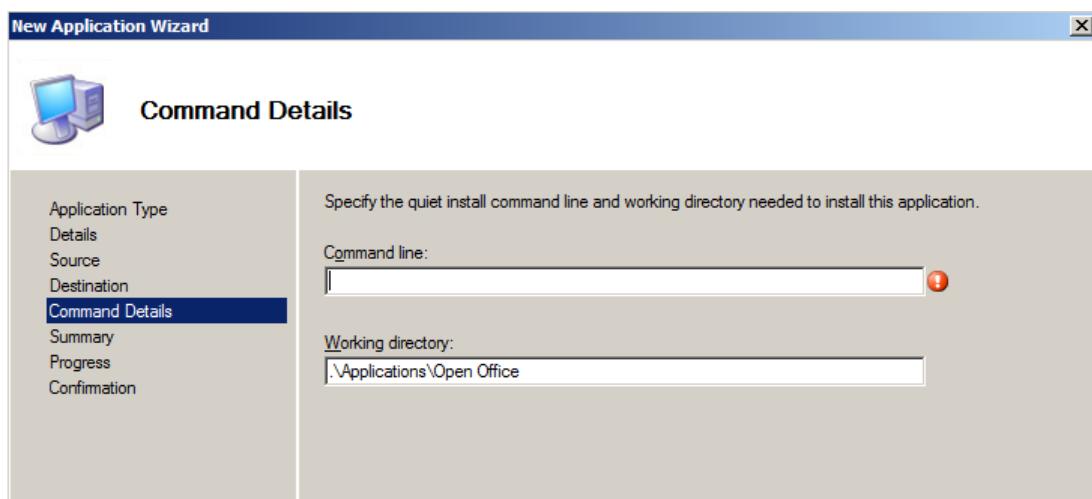 New Application Wizard
Command Details
Application Type
Details
Source
Destination
Command Details
Summary
Progress
Confirmation
Specify the quiet install command line and working directory needed to install this application.
Command line:
Working directory:
.\Applications\Open Office